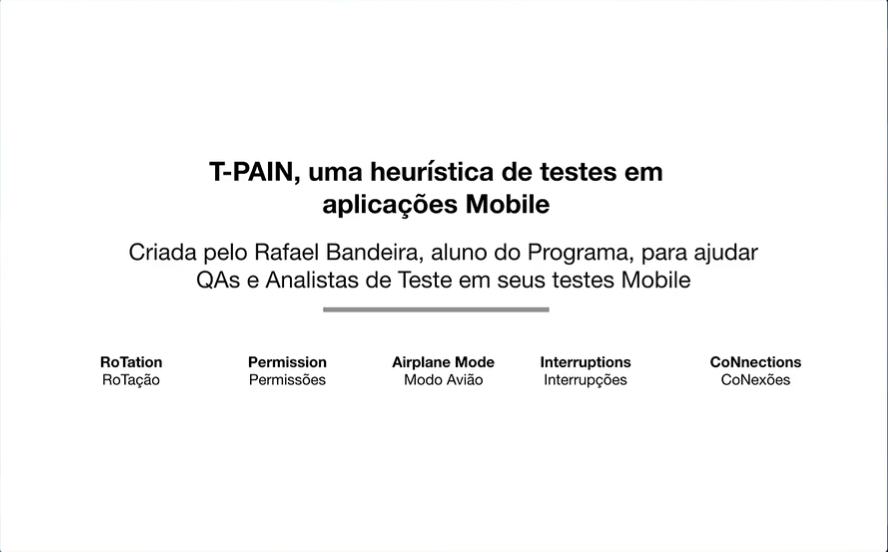 T-PAIN, uma heurística de testes em
aplicações Mobile
Criada pelo Rafael Bandeira, aluno do Programa, para ajudar
QAs e Analistas de Teste em seus testes Mobile
RoTation
RoTação
Permission
Permissões
Airplane Mode
Modo Avião
Interruptions
Interrupções
CoNnections
CoNexões